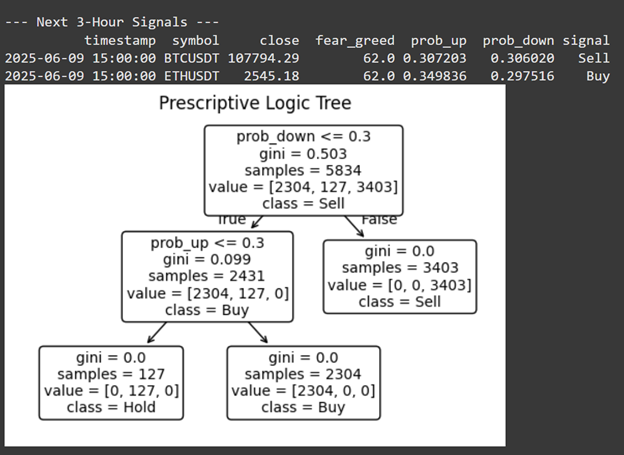 --- Next 3-Hour Signals ---
timestamp symbol close fear_greed prob_up prob_down signal
2025-06-09 15:00:00 BTCUSDT 107794.29 62.0 0.307203 0.306020 Sell
2025-06-09 15:00:00 ETHUSDT 2545.18 62.0 0.349836 0.297516 Buy
Prescriptive Logic Tree
prob_down <= 0.3
gini = 0.503
samples = 5834
value = [2304, 127, 3403]
class = Sell
True
False
prob_up <= 0.3
gini = 0.099
samples = 2431
value = [2304, 127, 0]
class = Buy
gini = 0.0
samples = 3403
value = [0, 0, 3403]
class = Sell
gini = 0.0
samples = 127
value = [0, 127, 0]
class = Hold
gini = 0.0
samples = 2304
value = [2304, 0, 0]
class = Buy